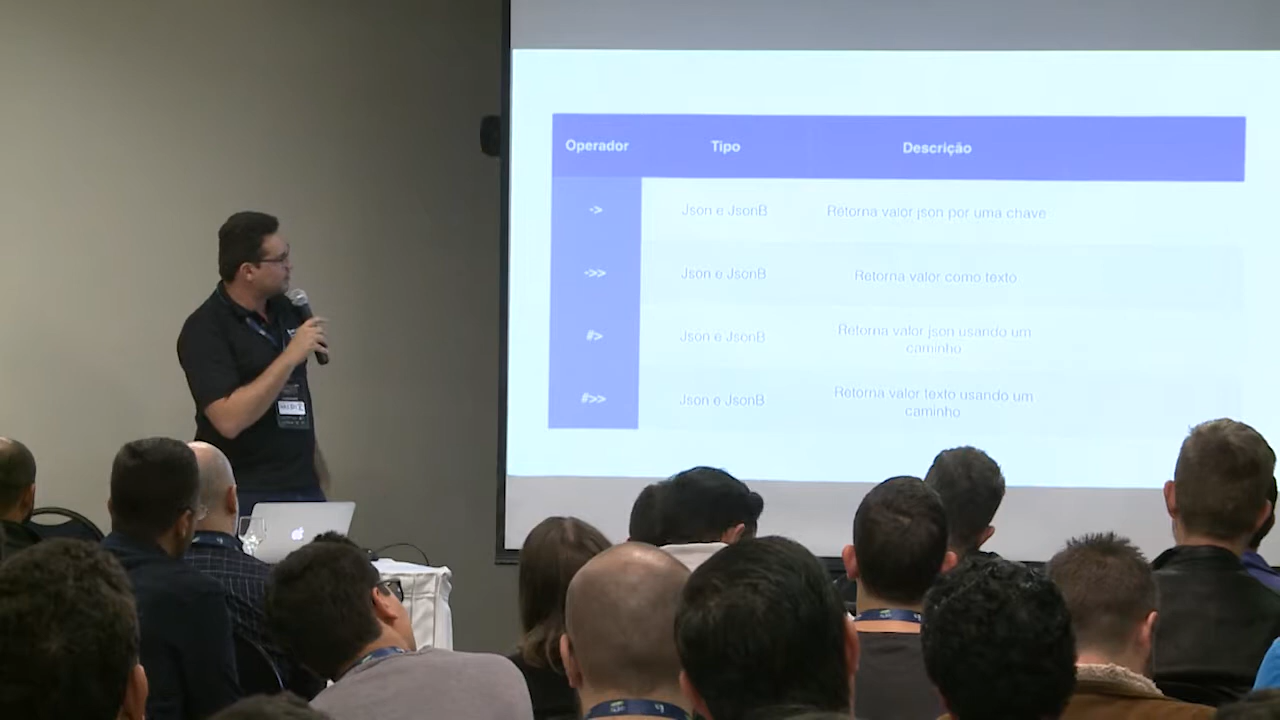 Operador Tipo Descrição
-> Json e JsonB Retorna valor json por uma chave
->> Json e JsonB Retorna valor como texto
#> Json e JsonB Retorna valor json usando um
caminho
#>> Json e JsonB Retorna valor texto usando um
caminho